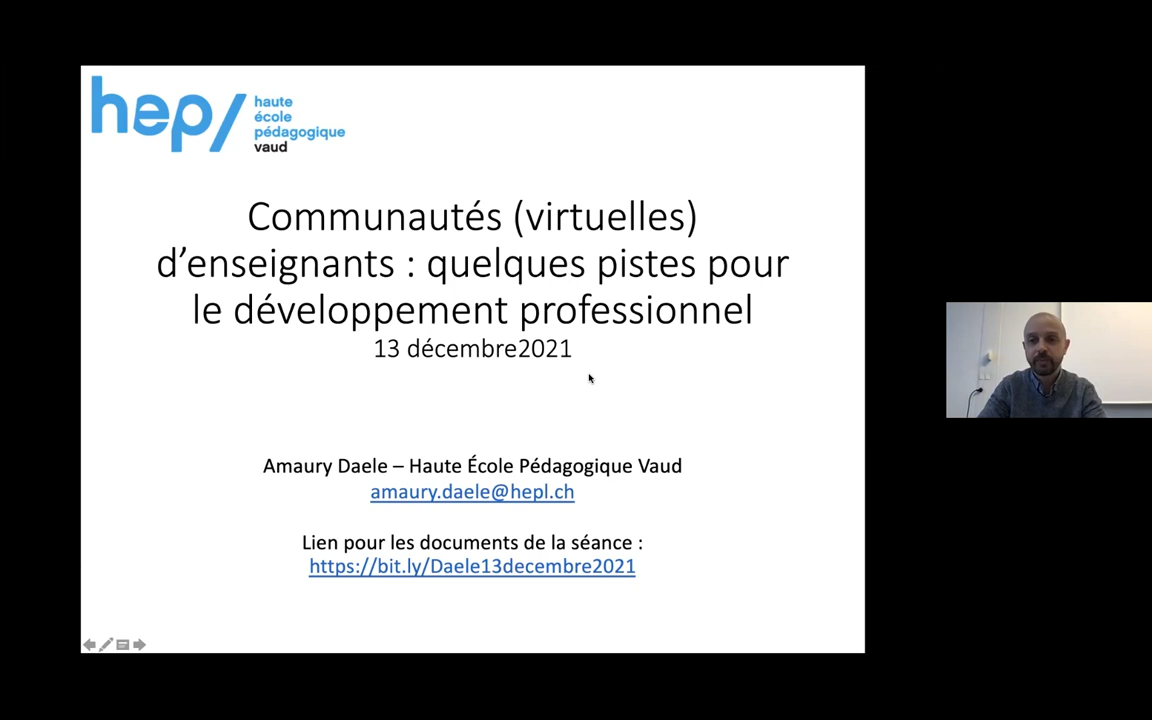 hep/
haute
école
pédagogique
vaud
Communautés (virtuelles)
d’enseignants : quelques pistes pour
le développement professionnel
13 décembre2021
Amaury Daele – Haute École Pédagogique Vaud
amaury.daele@hepl.ch
Lien pour les documents de la séance :
https://bit.ly/Daele13decembre2021